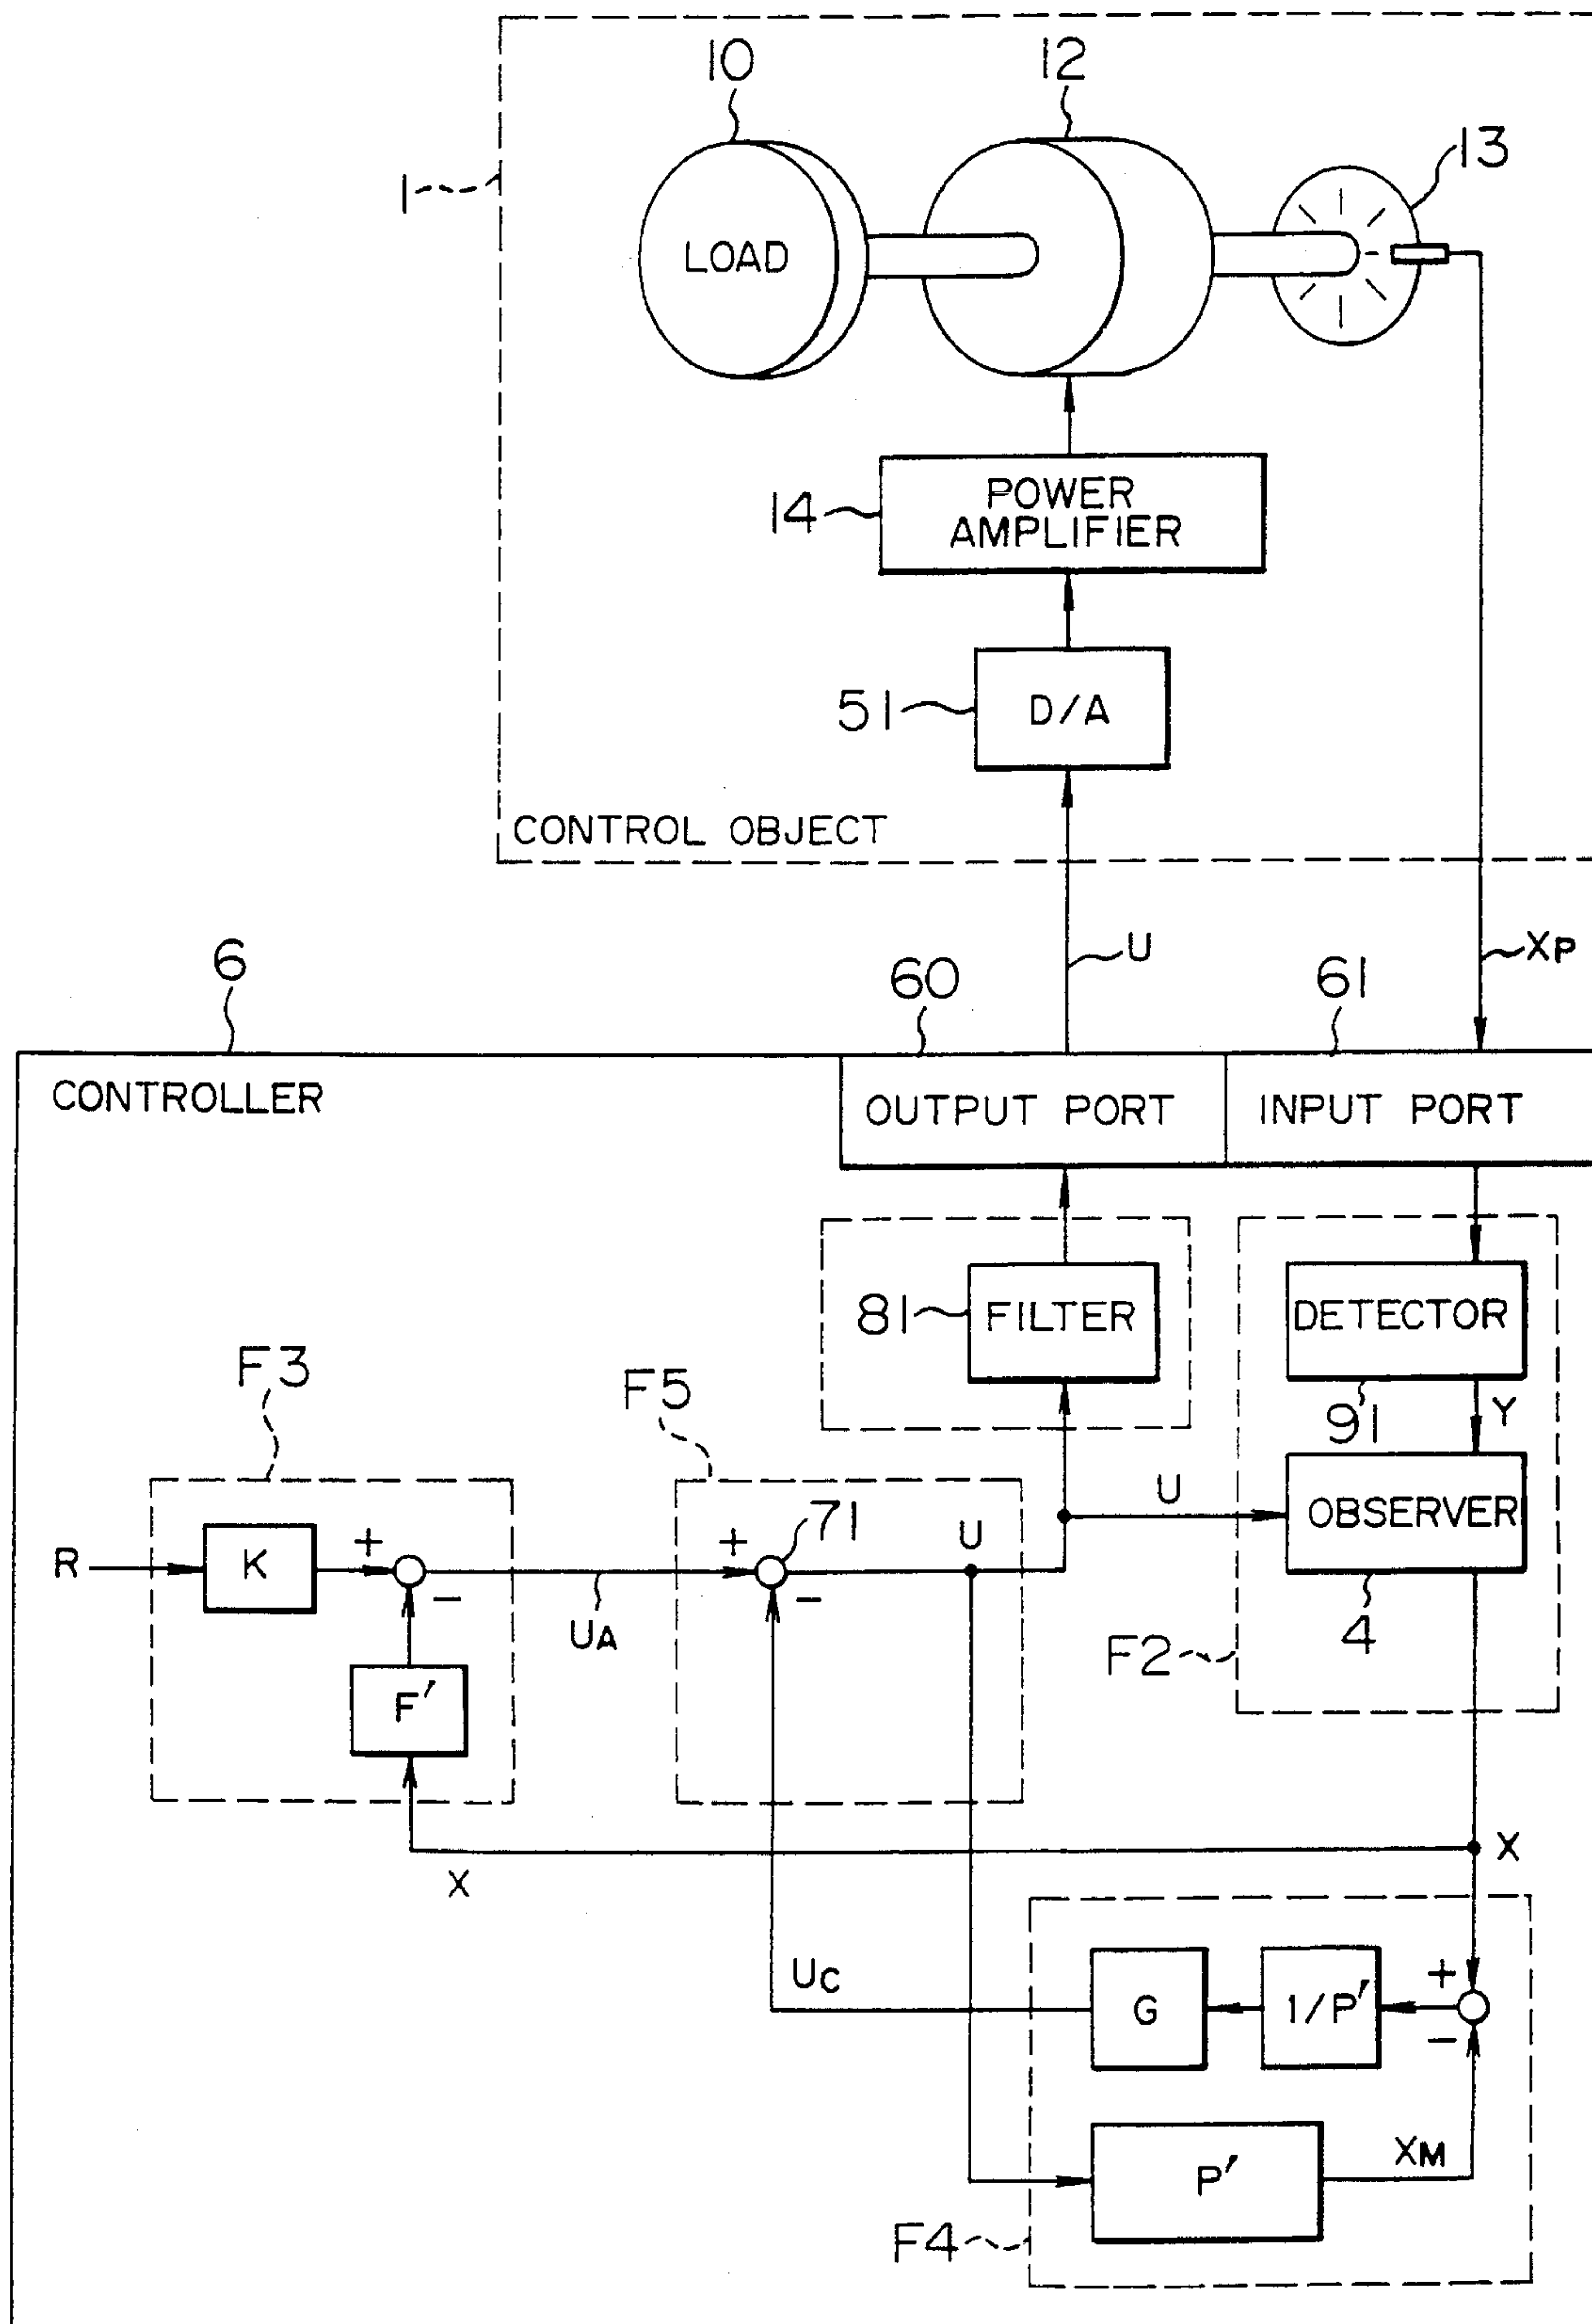 10
12
13
1
LOAD
14
POWER
AMPLIFIER
51
D/A
CONTROL OBJECT
U
XP
6
60
61
CONTROLLER
OUTPUT PORT
INPUT PORT
81
FILTER
DETECTOR
91
Y
F3
F5
U
OBSERVER
4
F2
R
K
+
-
UA
+
71
-
U
F'
X
X
UC
G
1/P'
+
-
P'
XM
F4